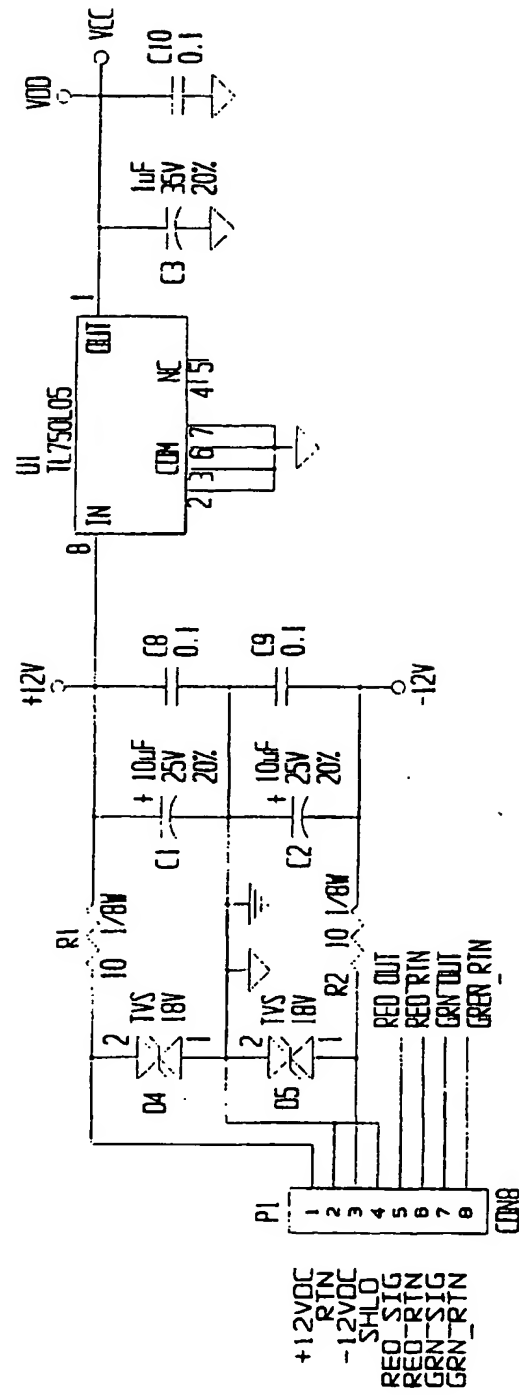 +12VDC
RTN
-12VDC
SHLD
RED_SIG
RED_RTN
GRN_SIG
GRN_RTN
P1
1
2
3
4
5
6
7
8
CON8
RED OUT
RED RTN
GRN OUT
GREN RTN
D4
2
TVS
18V
1
D5
2
TVS
18V
1
R1
10 1/8W
R2
10 1/8W
C1
+ 10uF
25V
20%
C2
+ 10uF
25V
20%
+12V
C8
0.1
C9
0.1
-12V
U1
TL750L05
8
IN
OUT
1
COM
NC
2 3 6 7
4 5
C3
1uF
35V
20%
VDD
VCC
C10
0.1